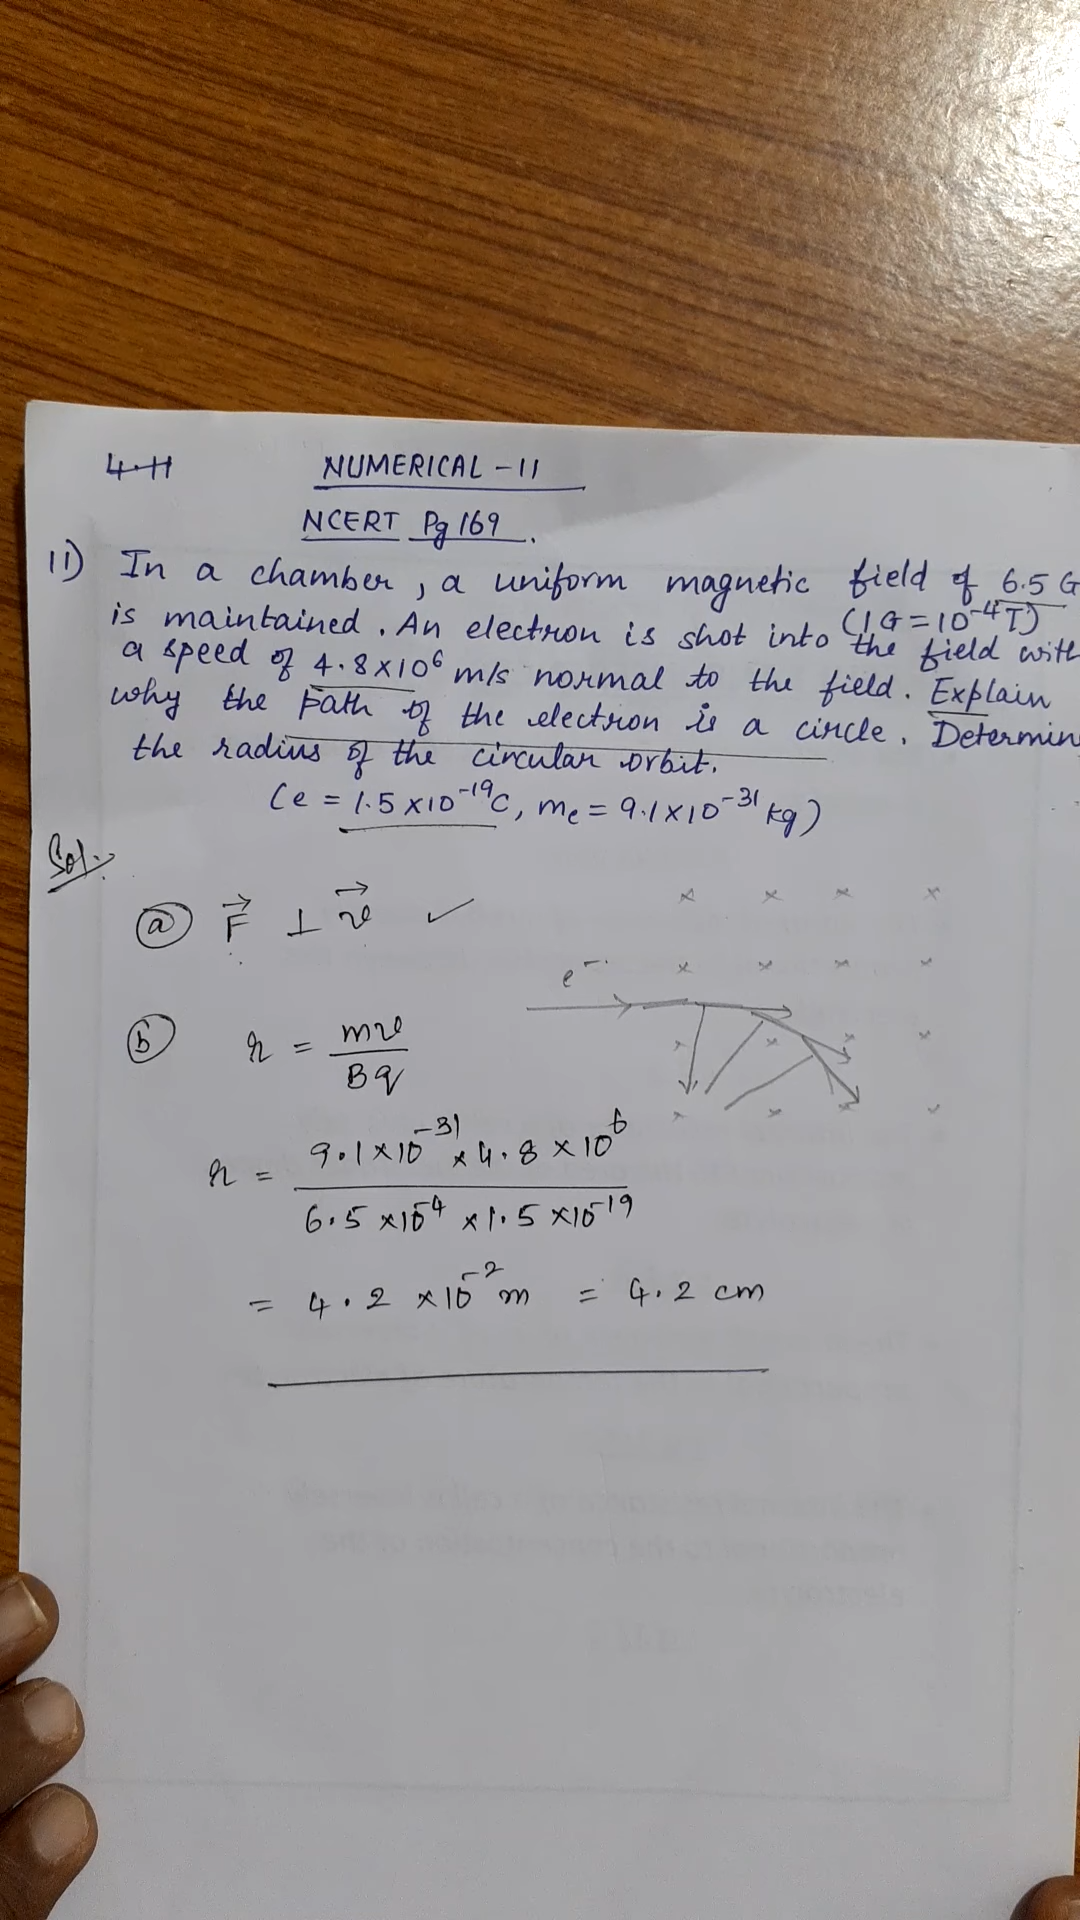 4.11 NUMERICAL - 11
NCERT Pg 169.
11) In a chamber, a uniform magnetic field of 6.5 G
(1G = 10⁻⁴T)
is maintained. An electron is shot into the field with
a speed of 4.8 × 10⁶ m/s normal to the field. Explain
why the path of the electron is a circle. Determin
the radius of the circular orbit.
(e = 1.5 × 10⁻¹⁹C, me = 9.1 × 10⁻³¹ kg)
Sol:
ⓐ F⃗ ⊥ v⃗ ✓
e⁻
ⓑ r = mv
Bq
r = 9.1 × 10⁻³¹ × 4.8 × 10⁶
6.5 × 10⁻⁴ × 1.5 × 10⁻¹⁹
= 4.2 × 10⁻² m = 4.2 cm